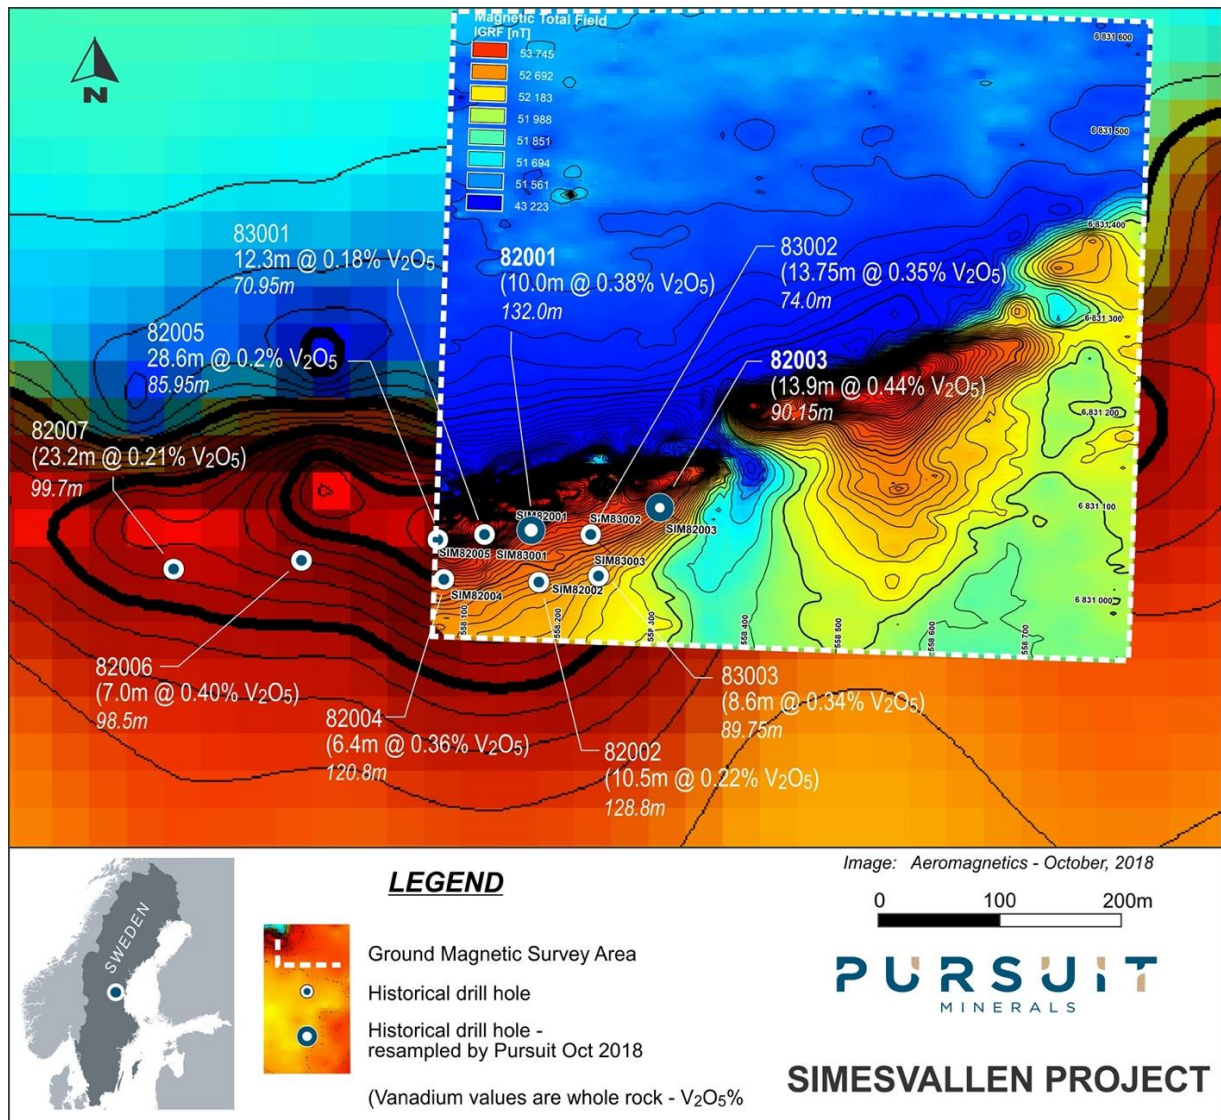 Magnetic Total Field
IGRF [nT]
53 745
52 692
52 183
51 988
51 851
51 694
51 561
43 223
N
6 831 600
6 831 500
6 831 400
6 831 300
6 831 200
6 831 100
6 831 000
83001
12.3m @ 0.18% V2O5
70.95m
82001
(10.0m @ 0.38% V2O5)
132.0m
83002
(13.75m @ 0.35% V2O5)
74.0m
82005
28.6m @ 0.2% V2O5
85.95m
82003
(13.9m @ 0.44% V2O5)
90.15m
82007
(23.2m @ 0.21% V2O5)
99.7m
SIM82001
SIM83002
SIM82003
SIM82005
SIM83001
SIM83003
SIM82004
SIM82002
558 100
558 200
558 300
558 400
558 500
558 600
558 700
82006
(7.0m @ 0.40% V2O5)
98.5m
82004
(6.4m @ 0.36% V2O5)
120.8m
83003
(8.6m @ 0.34% V2O5)
89.75m
82002
(10.5m @ 0.22% V2O5)
128.8m
SWEDEN
LEGEND
Ground Magnetic Survey Area
Historical drill hole
Historical drill hole -
resampled by Pursuit Oct 2018
(Vanadium values are whole rock - V2O5%
Image: Aeromagnetics - October, 2018
0 100 200m
PURSUIT
MINERALS
SIMESVALLEN PROJECT